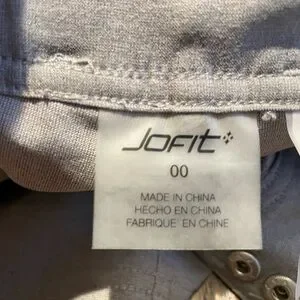 JOFIT
00
MADE IN CHINA
HECHO EN CHINA
FABRIQUE EN CHINE